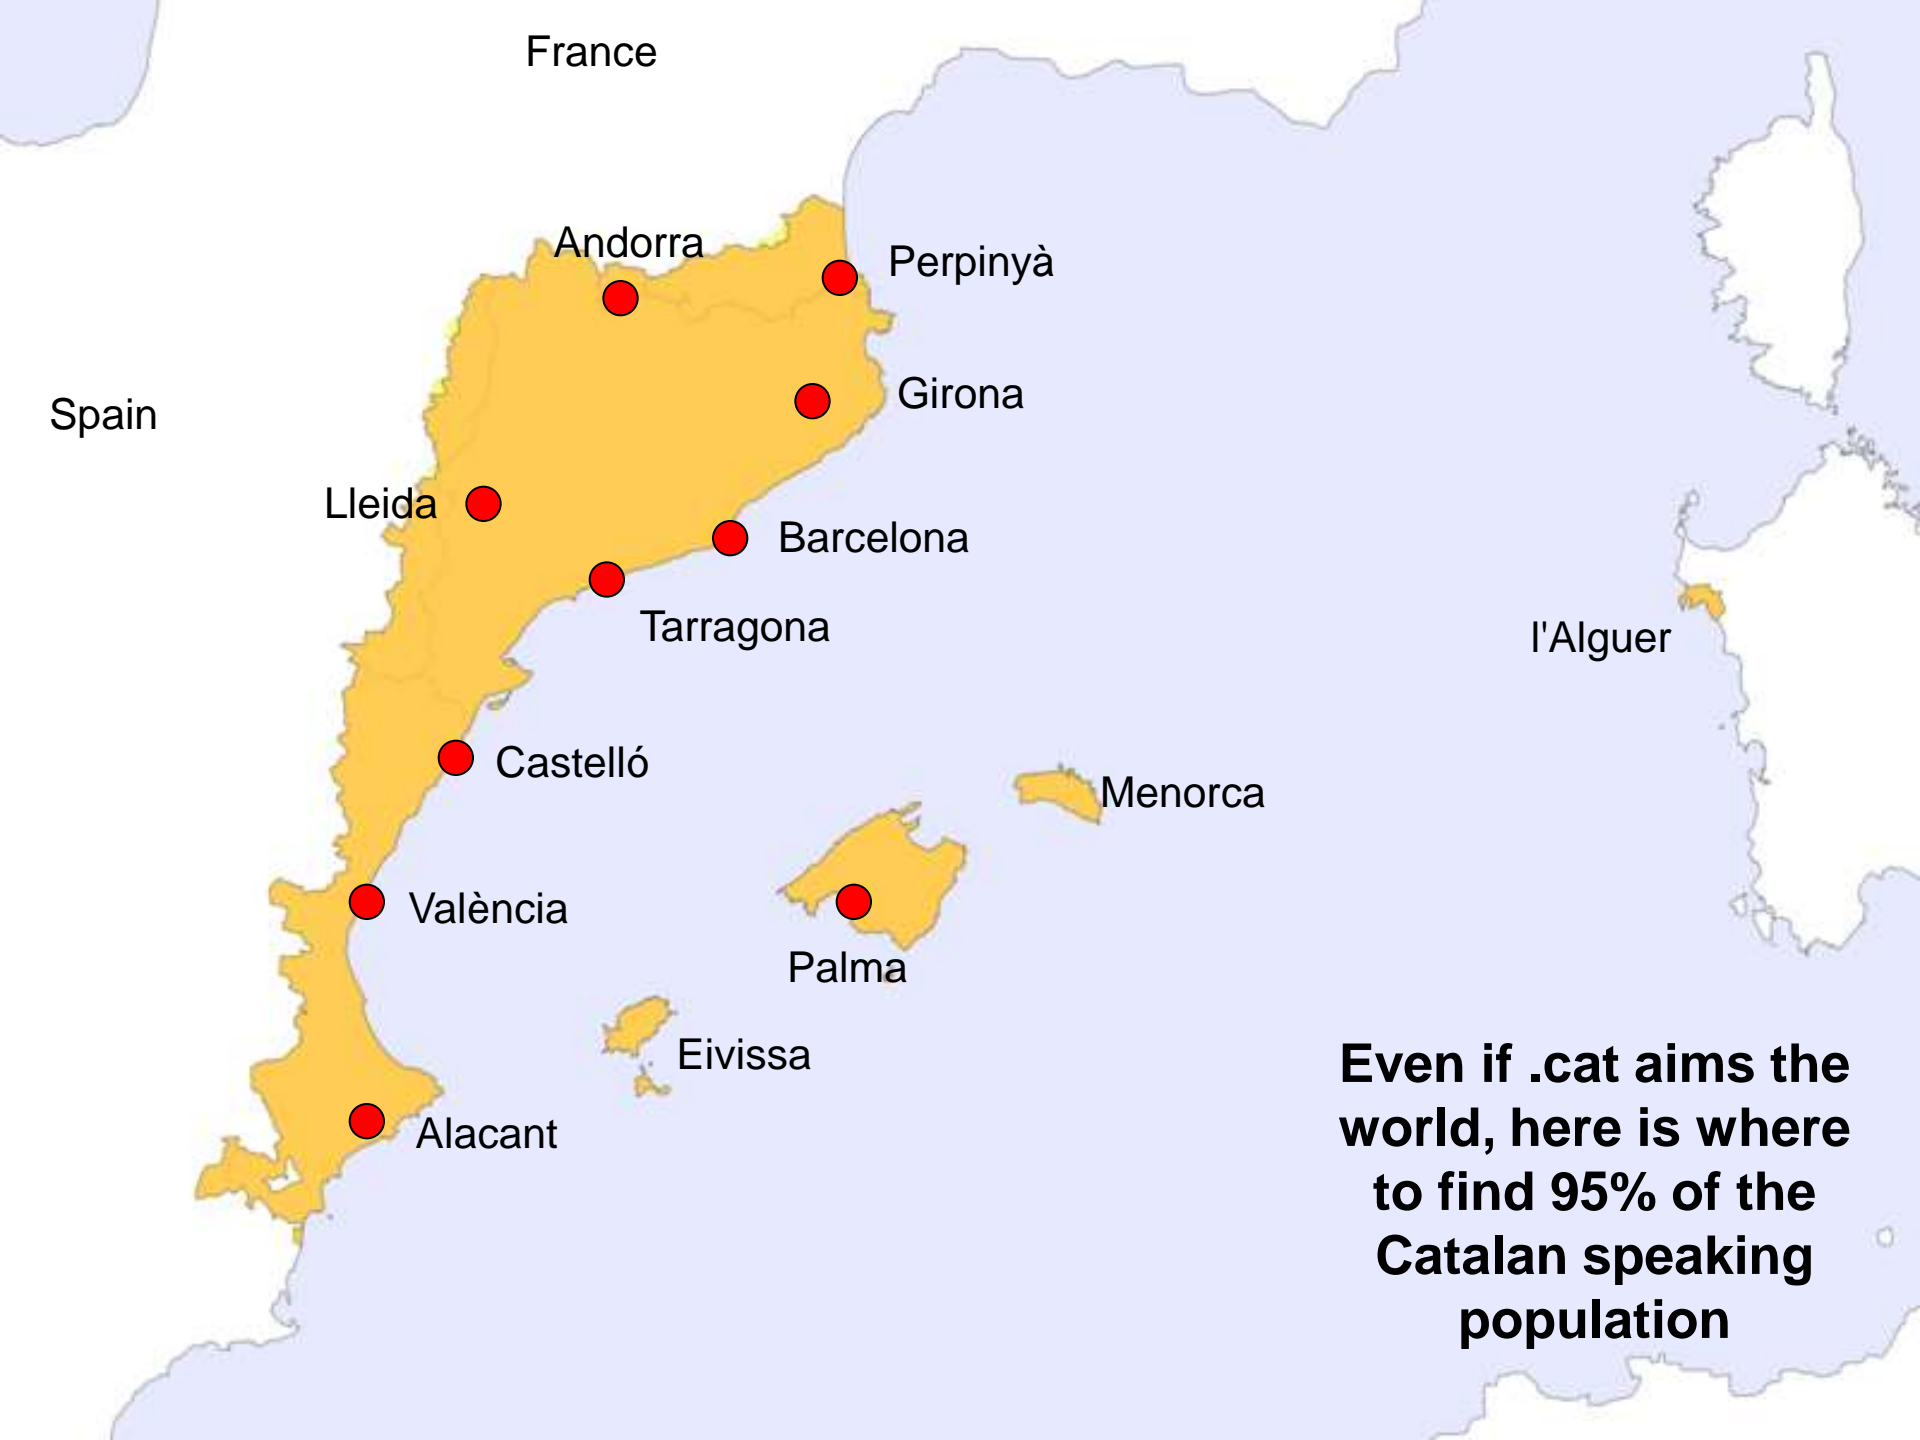 France
Andorra
Perpinyà
Girona
Spain
Lleida
Barcelona
Tarragona
l'Alguer
Castelló
Menorca
València
Palma
Eivissa
Alacant
Even if .cat aims the
world, here is where
to find 95% of the
Catalan speaking
population